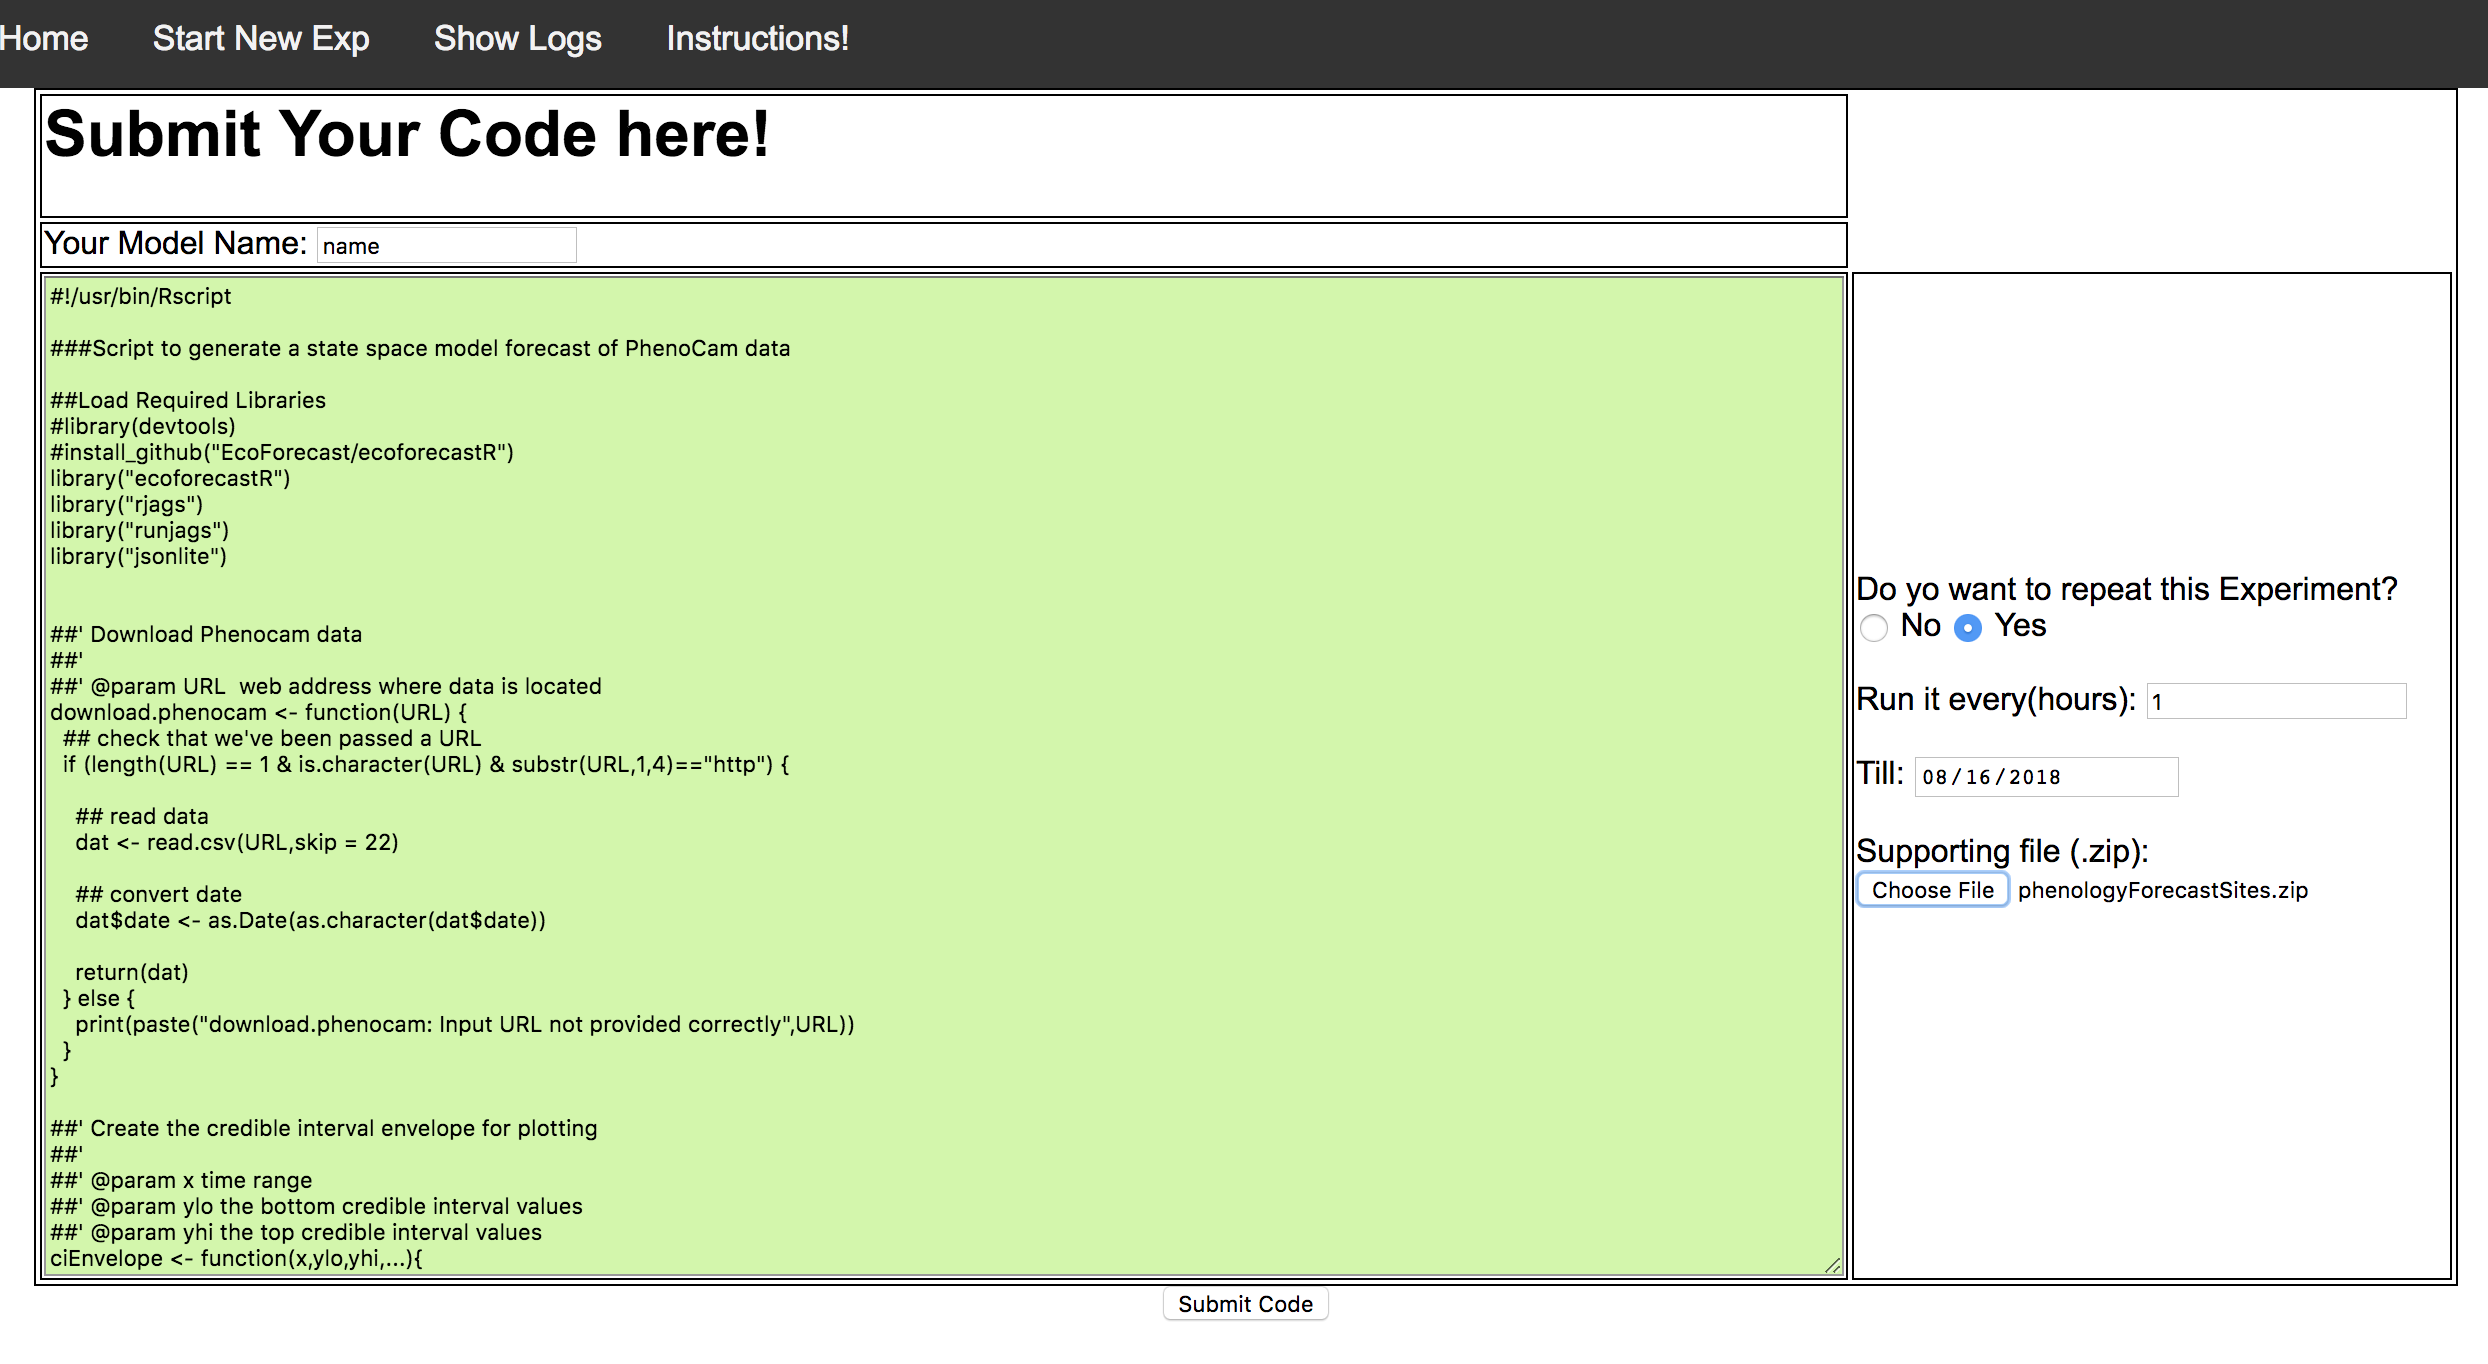 Home Start New Exp Show Logs Instructions!
Submit Your Code here!
Your Model Name: name
#!/usr/bin/Rscript
###Script to generate a state space model forecast of PhenoCam data
##Load Required Libraries
#library(devtools)
#install_github("EcoForecast/ecoforecastR")
library("ecoforecastR")
library("rjags")
library("runjags")
library("jsonlite")
##' Download Phenocam data
##'
##' @param URL  web address where data is located
download.phenocam <- function(URL) {
  ## check that we've been passed a URL
  if (length(URL) == 1 & is.character(URL) & substr(URL,1,4)=="http") {
    ## read data
    dat <- read.csv(URL,skip = 22)
    ## convert date
    dat$date <- as.Date(as.character(dat$date))
    return(dat)
  } else {
    print(paste("download.phenocam: Input URL not provided correctly",URL))
  }
}
##' Create the credible interval envelope for plotting
##'
##' @param x time range
##' @param ylo the bottom credible interval values
##' @param yhi the top credible interval values
ciEnvelope <- function(x,ylo,yhi,...){
Do yo want to repeat this Experiment?
No Yes
Run it every(hours): 1
Till: 08/16/2018
Supporting file (.zip):
Choose File phenologyForecastSites.zip
Submit Code